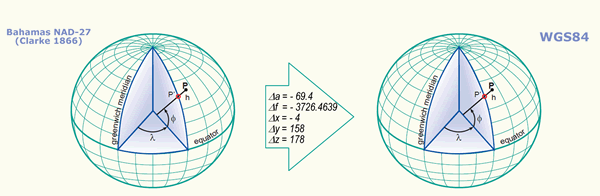 Bahamas NAD-27
(Clarke 1866)
greenwich meridian
P
P'
h
ϕ
λ
equator
Δa = - 69.4
Δf = - 3726.4639
Δx = - 4
Δy = 158
Δz = 178
WGS84
greenwich meridian
P
P'
h
ϕ
λ
equator